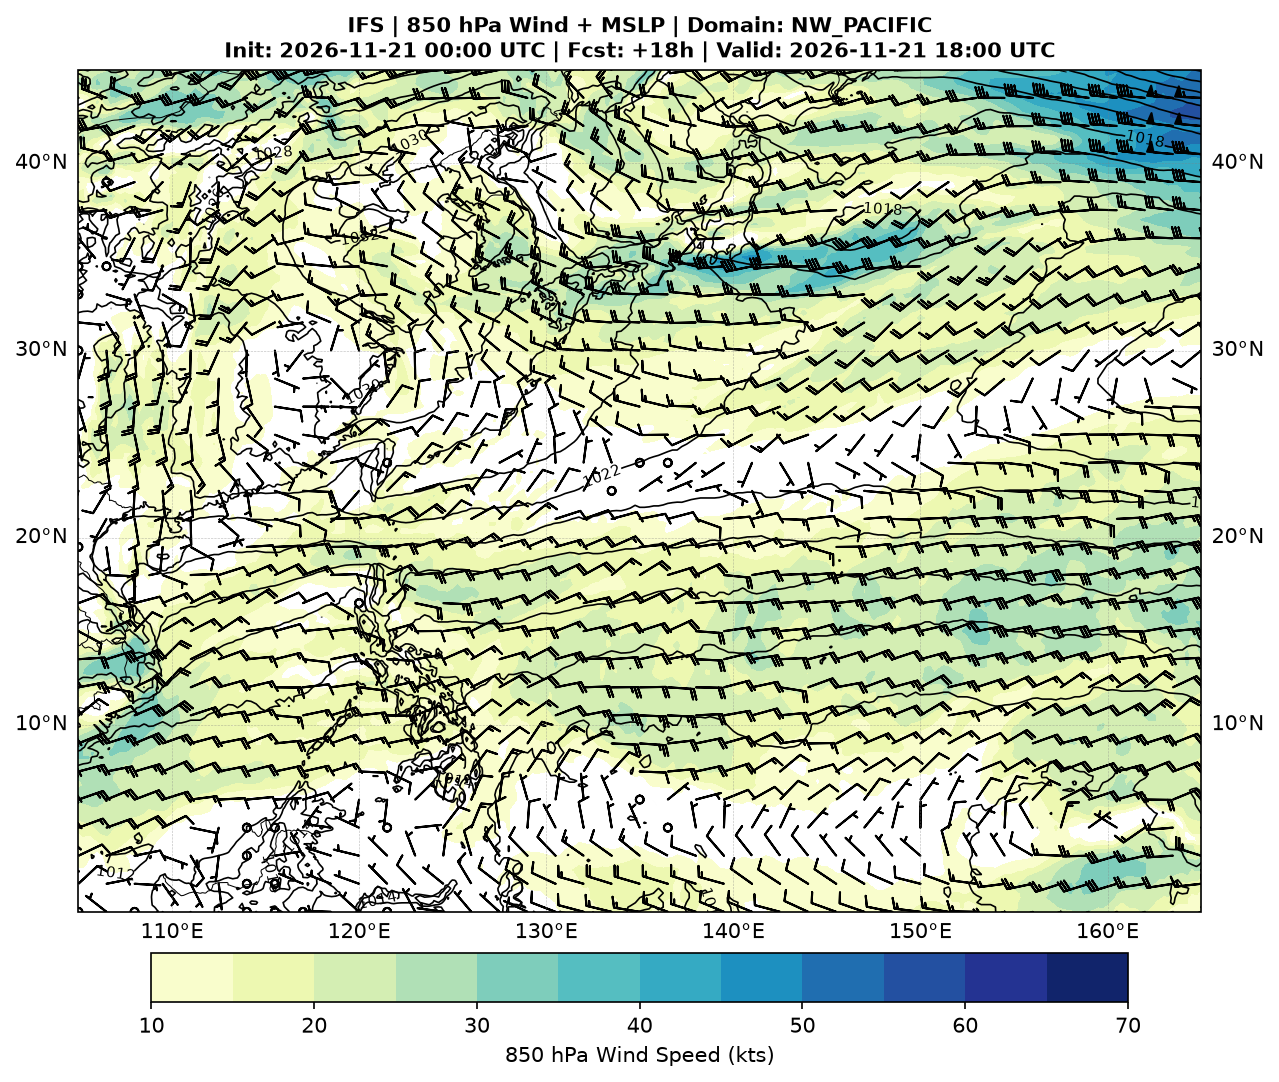 IFS | 850 hPa Wind + MSLP | Domain: NW_PACIFIC
Init: 2026-11-21 00:00 UTC | Fcst: +18h | Valid: 2026-11-21 18:00 UTC
1018
1030
1028
40°N
40°N
1018
1032
30°N
30°N
1020
1022
20°N
20°N
10°N
10°N
1012
110°E
120°E
130°E
140°E
150°E
160°E
10
20
30
40
50
60
70
850 hPa Wind Speed (kts)